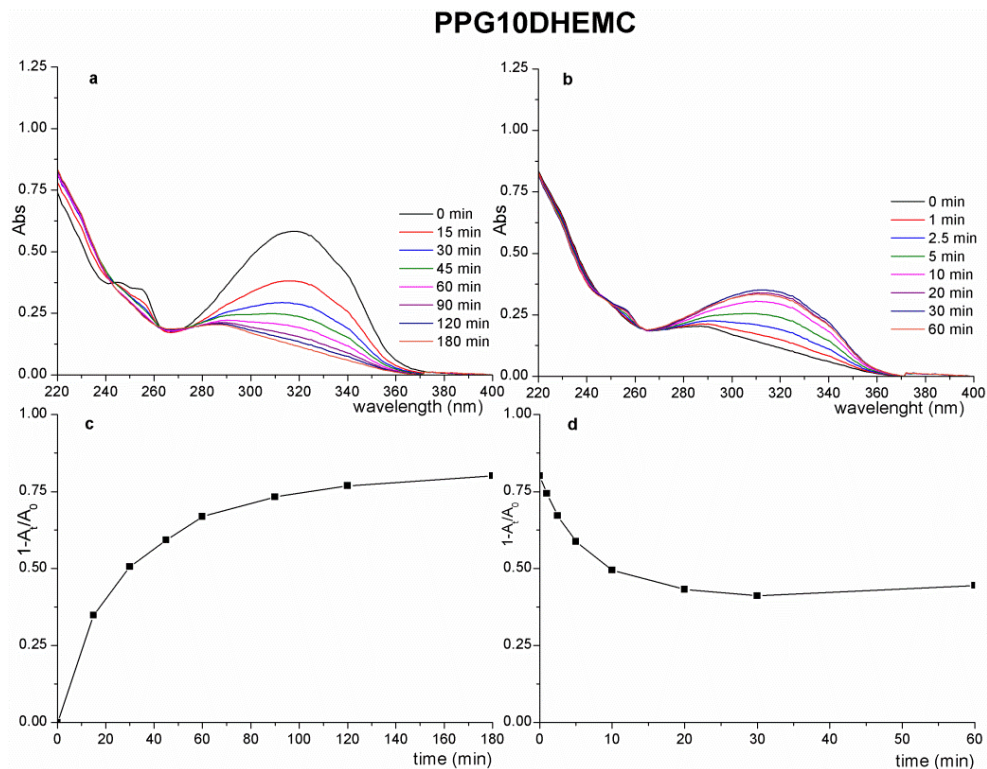 PPG10DHEMC
a
1.25
1.00
0.75
0.50
0.25
0.00
Abs
220 240 260 280 300 320 340 360 380 400
wavelength (nm)
0 min
15 min
30 min
45 min
60 min
90 min
120 min
180 min
b
1.25
1.00
0.75
0.50
0.25
0.00
Abs
220 240 260 280 300 320 340 360 380 400
wavelenght (nm)
0 min
1 min
2.5 min
5 min
10 min
20 min
30 min
60 min
c
1.00
0.75
0.50
0.25
0.00
1-At/A0
0 20 40 60 80 100 120 140 160 180
time (min)
d
1.00
0.75
0.50
0.25
0.00
1-At/A0
0 10 20 30 40 50 60
time (min)